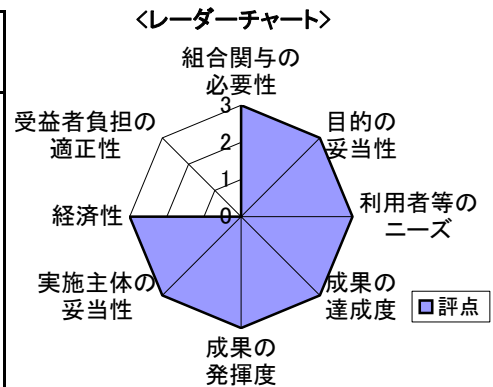 <レーダーチャート>
組合関与の
必要性
目的の
妥当性
利用者等の
ニーズ
成果の
達成度
成果の
発揮度
実施主体の
妥当性
経済性
受益者負担の
適正性
3
2
1
0
評点